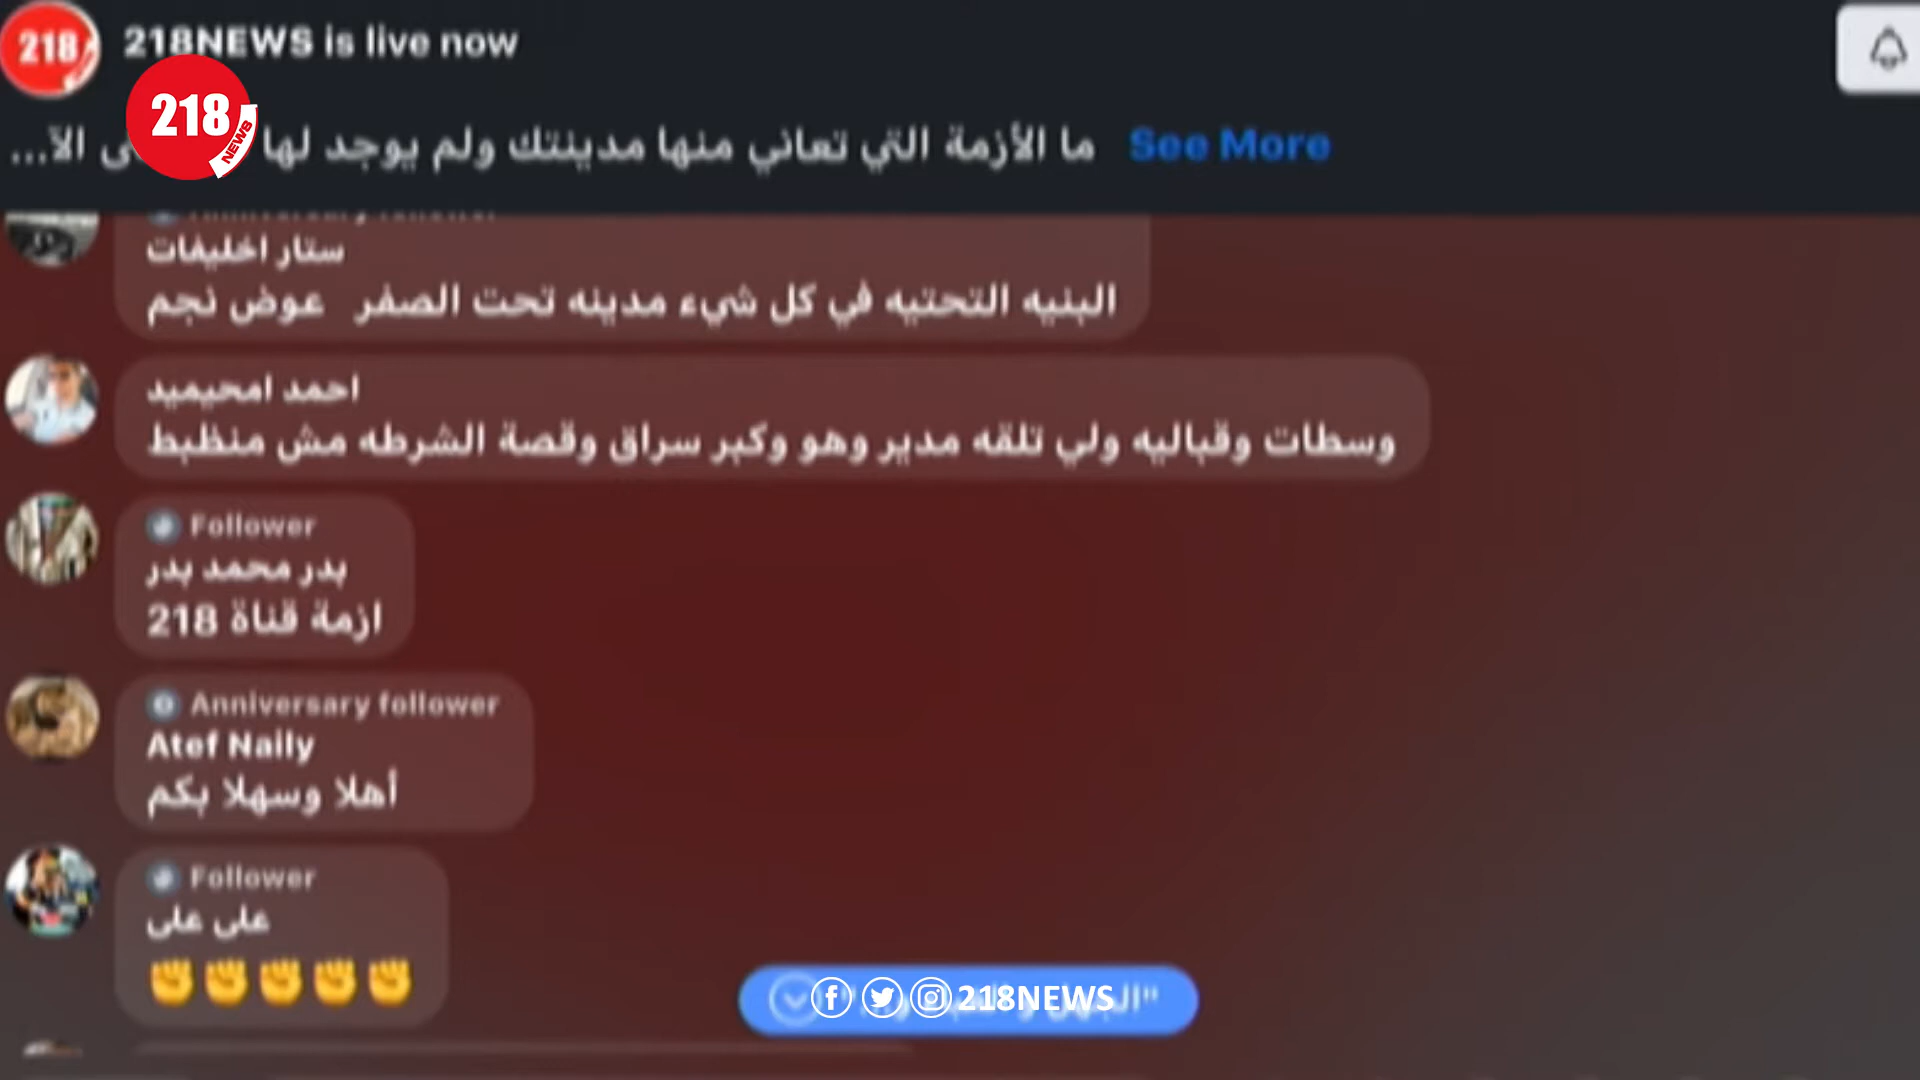 218
218NEWS is live now
218
NEWS
ما الأزمة التي تعاني منها مدينتك ولم يوجد لها ى الآ... See More
ستار اخليفات
البنيه التحتيه في كل شيء مدينه تحت الصفر عوض نجم
احمد امحيميد
وسطات وقباليه ولي تلقه مدير وهو وكبر سراق وقصة الشرطه مش منظبط
Follower
بدر محمد بدر
ازمة قناة 218
Anniversary follower
Atef Naily
أهلا وسهلا بكم
Follower
على على
✊✊✊✊✊
218NEWS